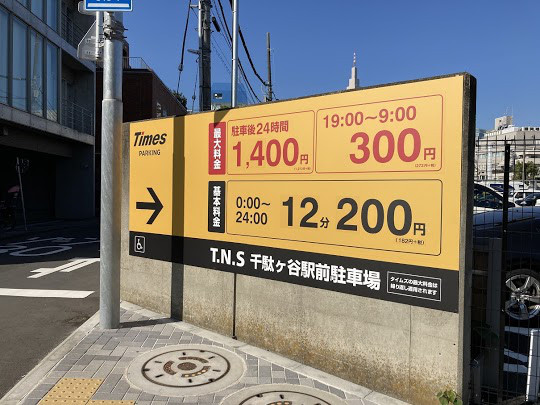 Times
PARKING
最大料金
駐車後24時間
1,400円
19:00～9:00
300円
基本料金
0:00～
24:00
12分 200円
T.N.S 千駄ヶ谷駅前駐車場
タイムズの最大料金は
繰り返し適用されます